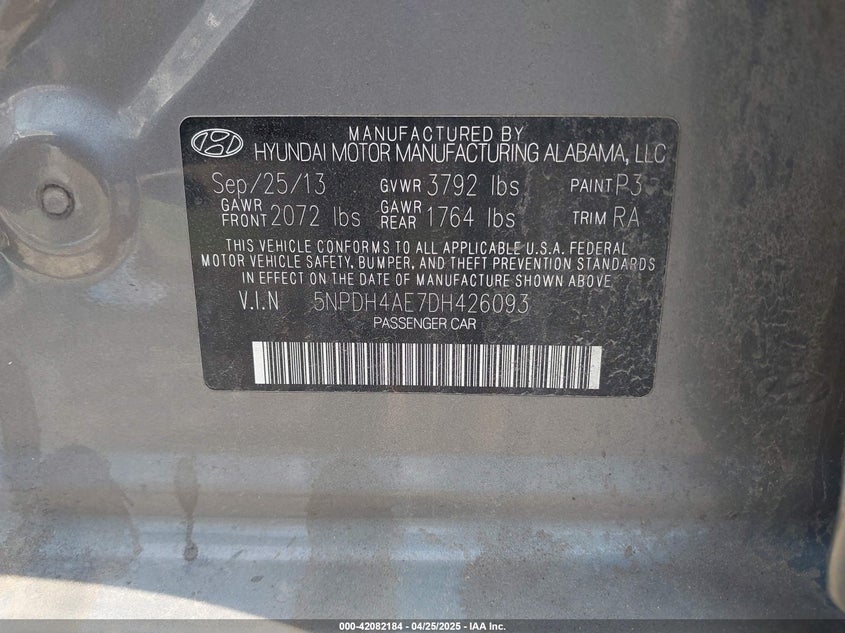 MANUFACTURED BY
HYUNDAI MOTOR MANUFACTURING ALABAMA, LLC
Sep/25/13 GVWR 3792 lbs PAINT P3
GAWR FRONT 2072 lbs GAWR REAR 1764 lbs TRIM RA
THIS VEHICLE CONFORMS TO ALL APPLICABLE U.S.A. FEDERAL
MOTOR VEHICLE SAFETY, BUMPER, AND THEFT PREVENTION STANDARDS
IN EFFECT ON THE DATE OF MANUFACTURE SHOWN ABOVE
V.I.N 5NPDH4AE7DH426093
PASSENGER CAR
000-42082184 - 04/25/2025 - IAA Inc.